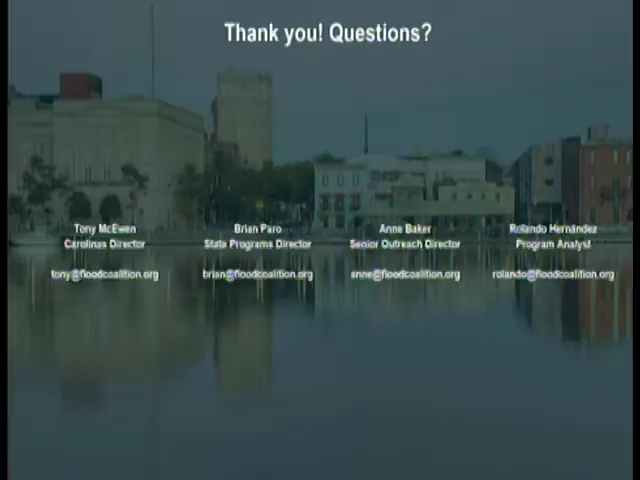 Thank you! Questions?
Tony McEwen
Carolinas Director
tony@floodcoalition.org
Brian Paro
State Programs Director
brian@floodcoalition.org
Anne Baker
Senior Outreach Director
anne@floodcoalition.org
Rolando Hernández
Program Analyst
rolando@floodcoalition.org